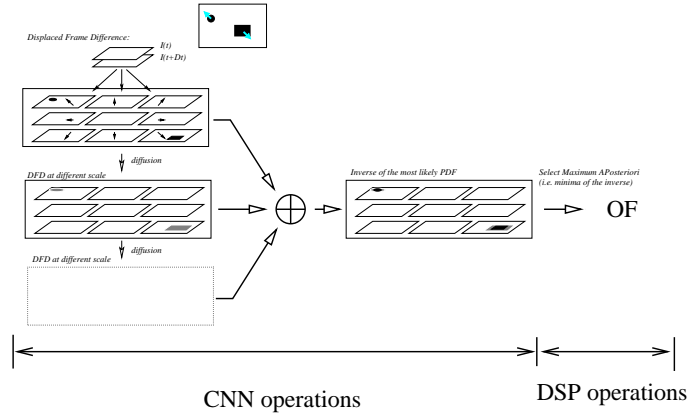 Displaced Frame Difference:
I(t)
I(t+Dt)
diffusion
DFD at different scale
Inverse of the most likely PDF
Select Maximum APosteriori
(i.e. minima of the inverse)
OF
diffusion
DFD at different scale
CNN operations
DSP operations